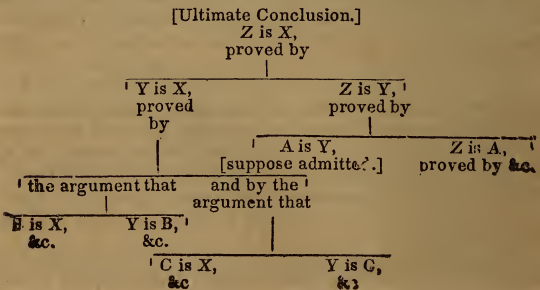 [Ultimate Conclusion.]
Z is X,
proved by
Y is X, Z is Y,
proved proved by
by
A is Y, Z is A,
[suppose admitted.] proved by &c.
the argument that and by the
argument that
B is X, Y is B,
&c. &c.
C is X, Y is C,
&c &c